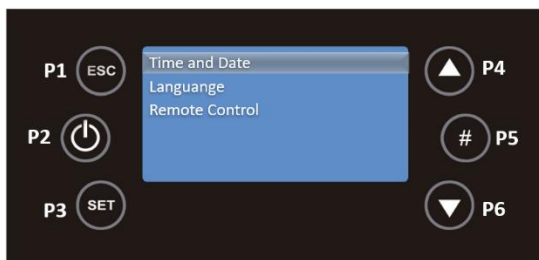 P1 ESC
Time and Date
P4
Languange
Remote Control
P2
# P5
P3 SET
P6